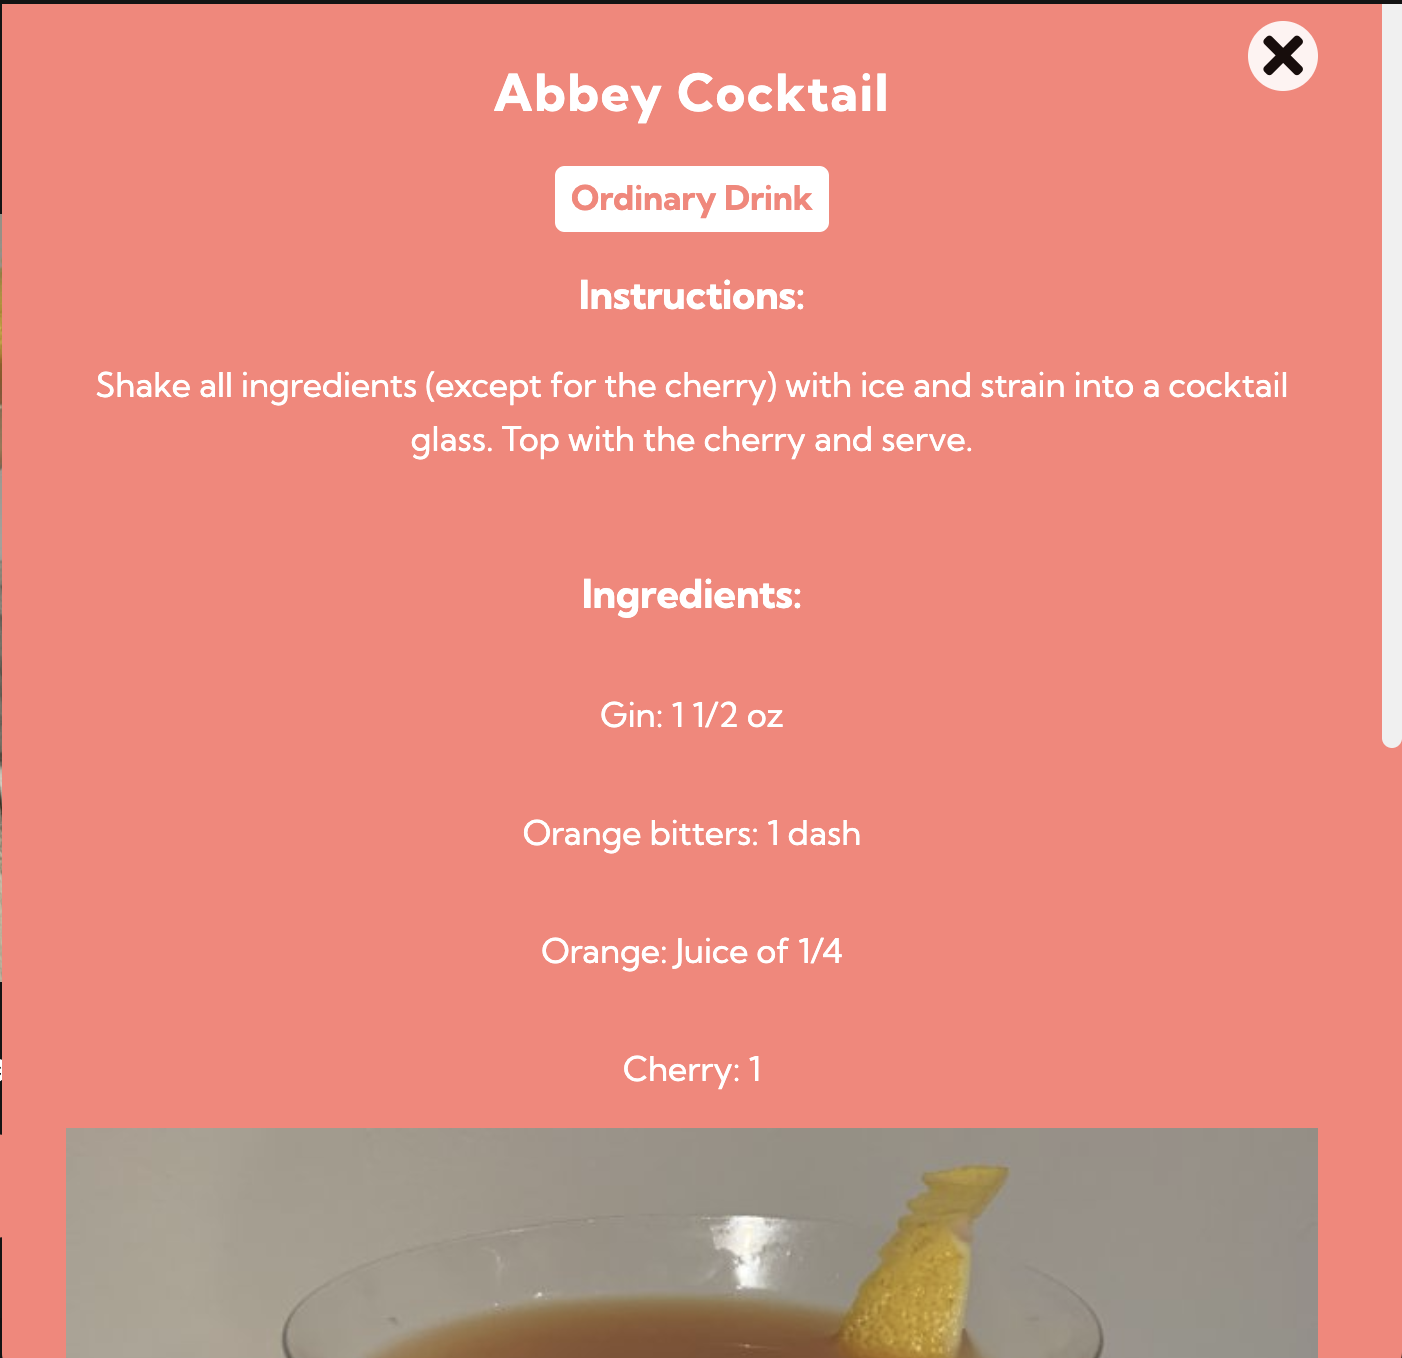 Abbey Cocktail
Ordinary Drink
Instructions:
Shake all ingredients (except for the cherry) with ice and strain into a cocktail
glass. Top with the cherry and serve.
Ingredients:
Gin: 1 1/2 oz
Orange bitters: 1 dash
Orange: Juice of 1/4
Cherry: 1